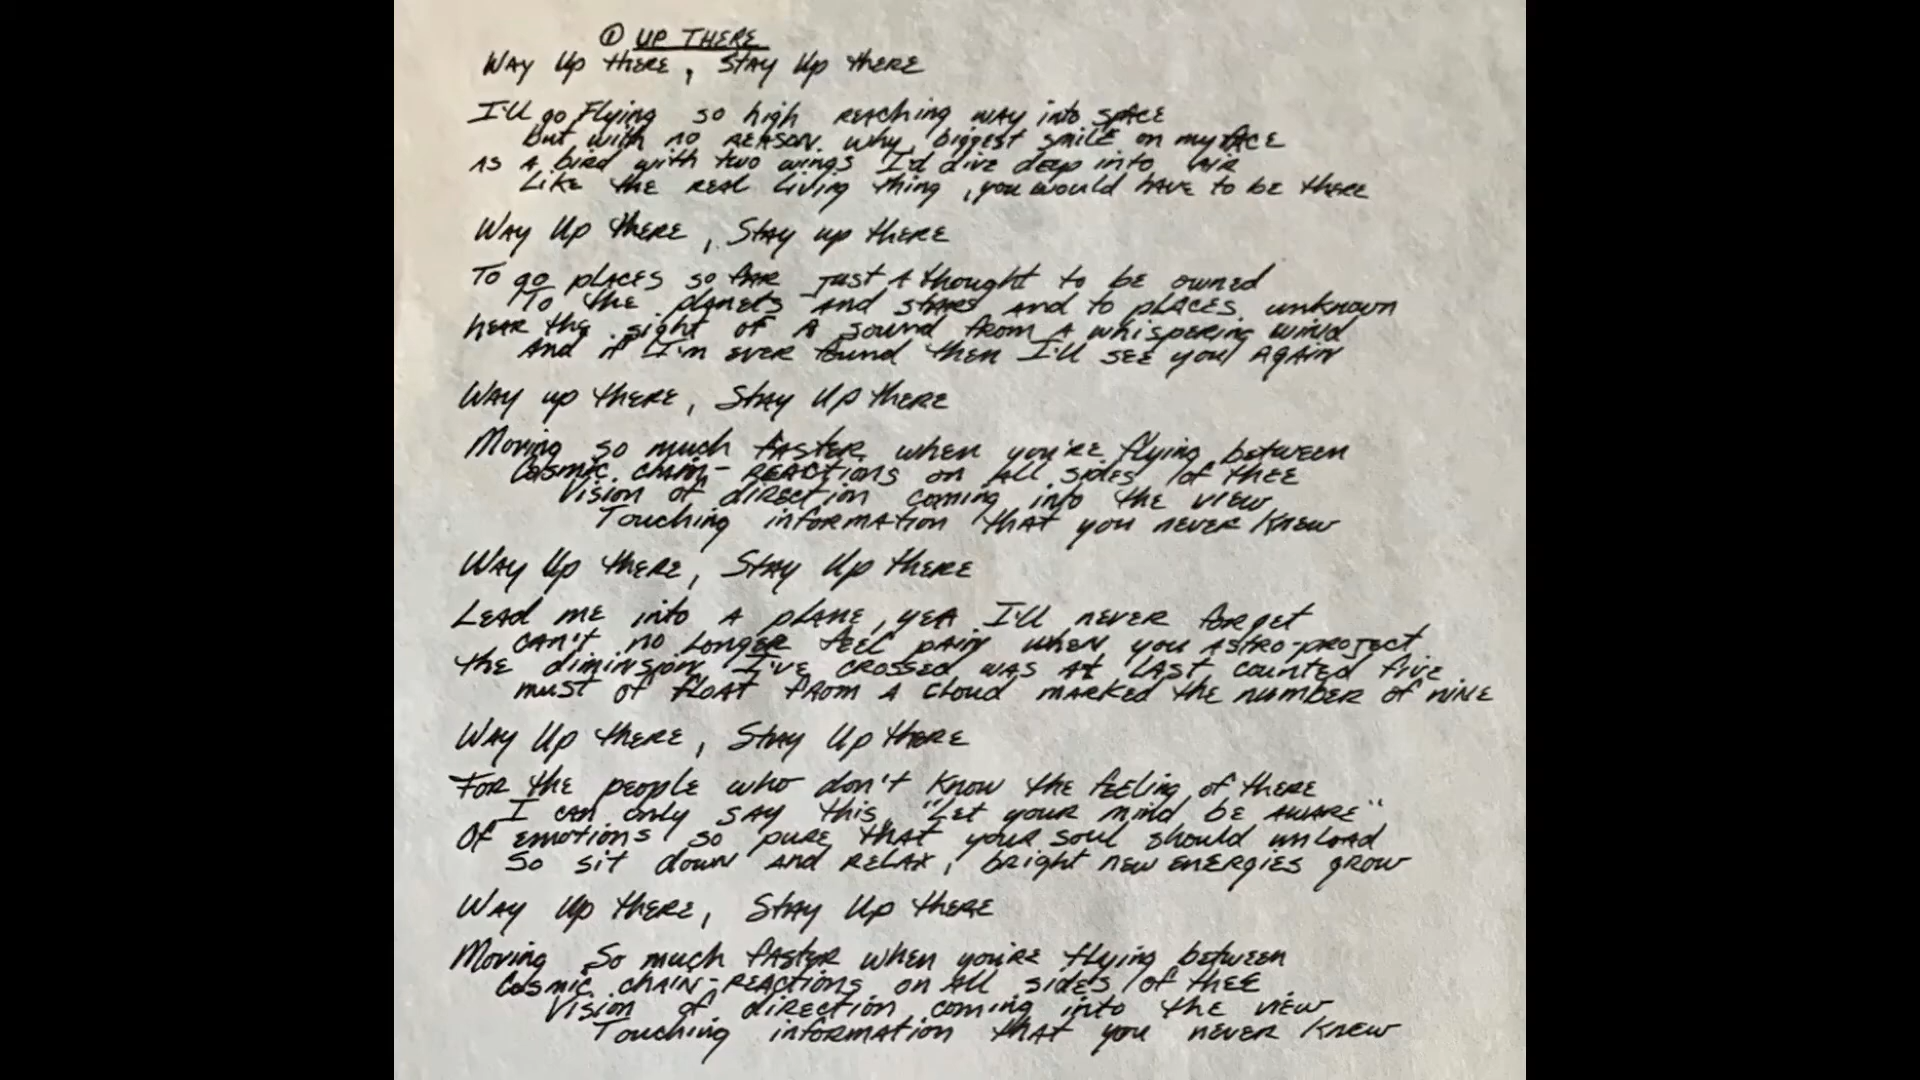 ① UP THERE
Way Up there, Stay Up there
I'll go Flying so high reaching way into space
But with no reason why, biggest smile on my face
As a bird with two wings I'd dive deep into air
Like the real living thing, you would have to be there
Way Up there, Stay up there
To go places so far just a thought to be owned
To the planets and stars and to places unknown
hear the sight of a sound from a whispering wind
And if I'm ever found then I'll see you again
Way up there, Stay Up there
Moving so much faster when you're flying between
Cosmic chain-reactions on all sides of thee
Vision of direction coming into the view
Touching information that you never knew
Way Up there, Stay Up there
Lead me into a plane, yea I'll never forget
can't no longer feel pain when you astro-project
the diminsion I've crossed was at last counted five
must of float from a cloud marked the number of nine
Way Up there, Stay Up there
For the people who don't know the feeling of there
I can only say this, "Let your mind be aware"
Of emotions so pure that your soul should unload
So sit down and relax, bright new energies grow
Way Up there, Stay Up there
Moving So much faster when you're flying between
Cosmic chain-reactions on all sides of thee
Vision of direction coming into the view
Touching information that you never knew